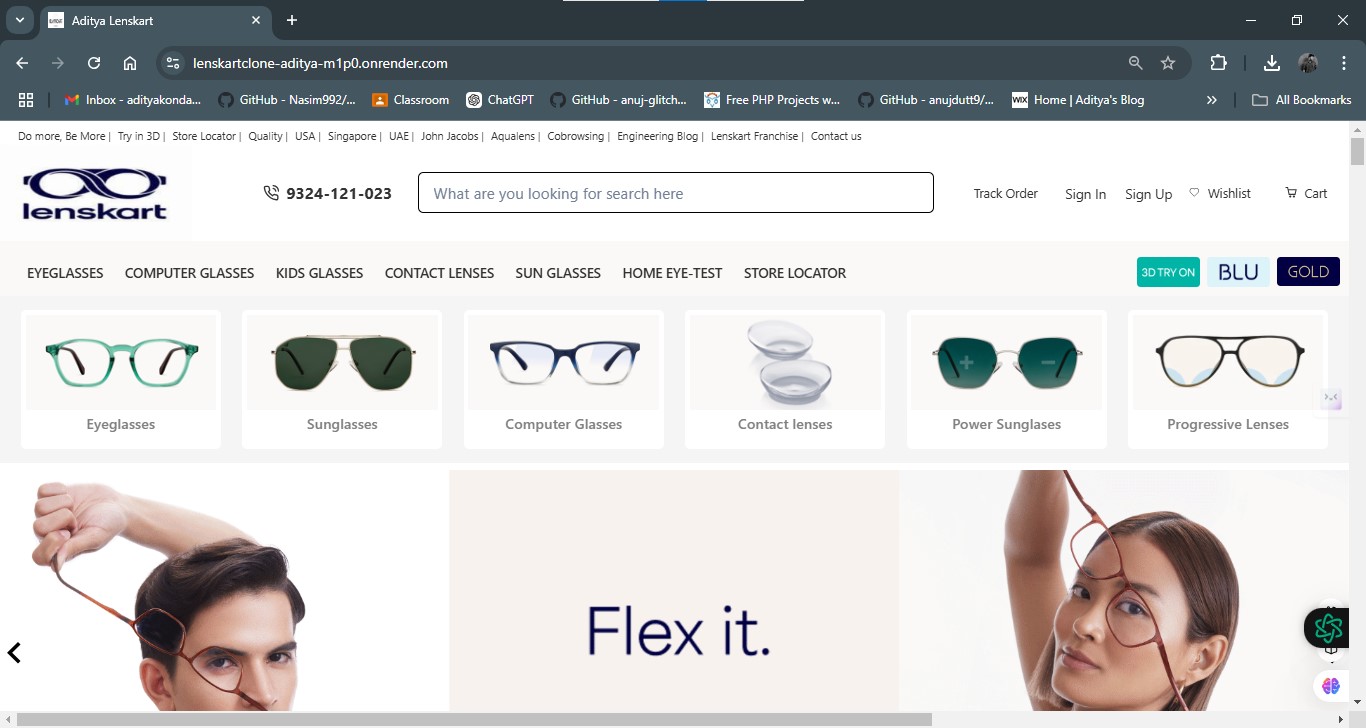 Aditya Lenskart
lenskartclone-aditya-m1p0.onrender.com
Inbox - adityakonda... GitHub - Nasim992/... Classroom ChatGPT GitHub - anuj-glitch... Free PHP Projects w... GitHub - anujdutt9/... WIX Home | Aditya's Blog » All Bookmarks
Do more, Be More | Try in 3D | Store Locator | Quality | USA | Singapore | UAE | John Jacobs | Aqualens | Cobrowsing | Engineering Blog | Lenskart Franchise | Contact us
lenskart
9324-121-023 What are you looking for search here Track Order Sign In Sign Up Wishlist Cart
EYEGLASSES COMPUTER GLASSES KIDS GLASSES CONTACT LENSES SUN GLASSES HOME EYE-TEST STORE LOCATOR 3D TRY ON BLU GOLD
Eyeglasses Sunglasses Computer Glasses Contact lenses Power Sunglases Progressive Lenses
Flex it.